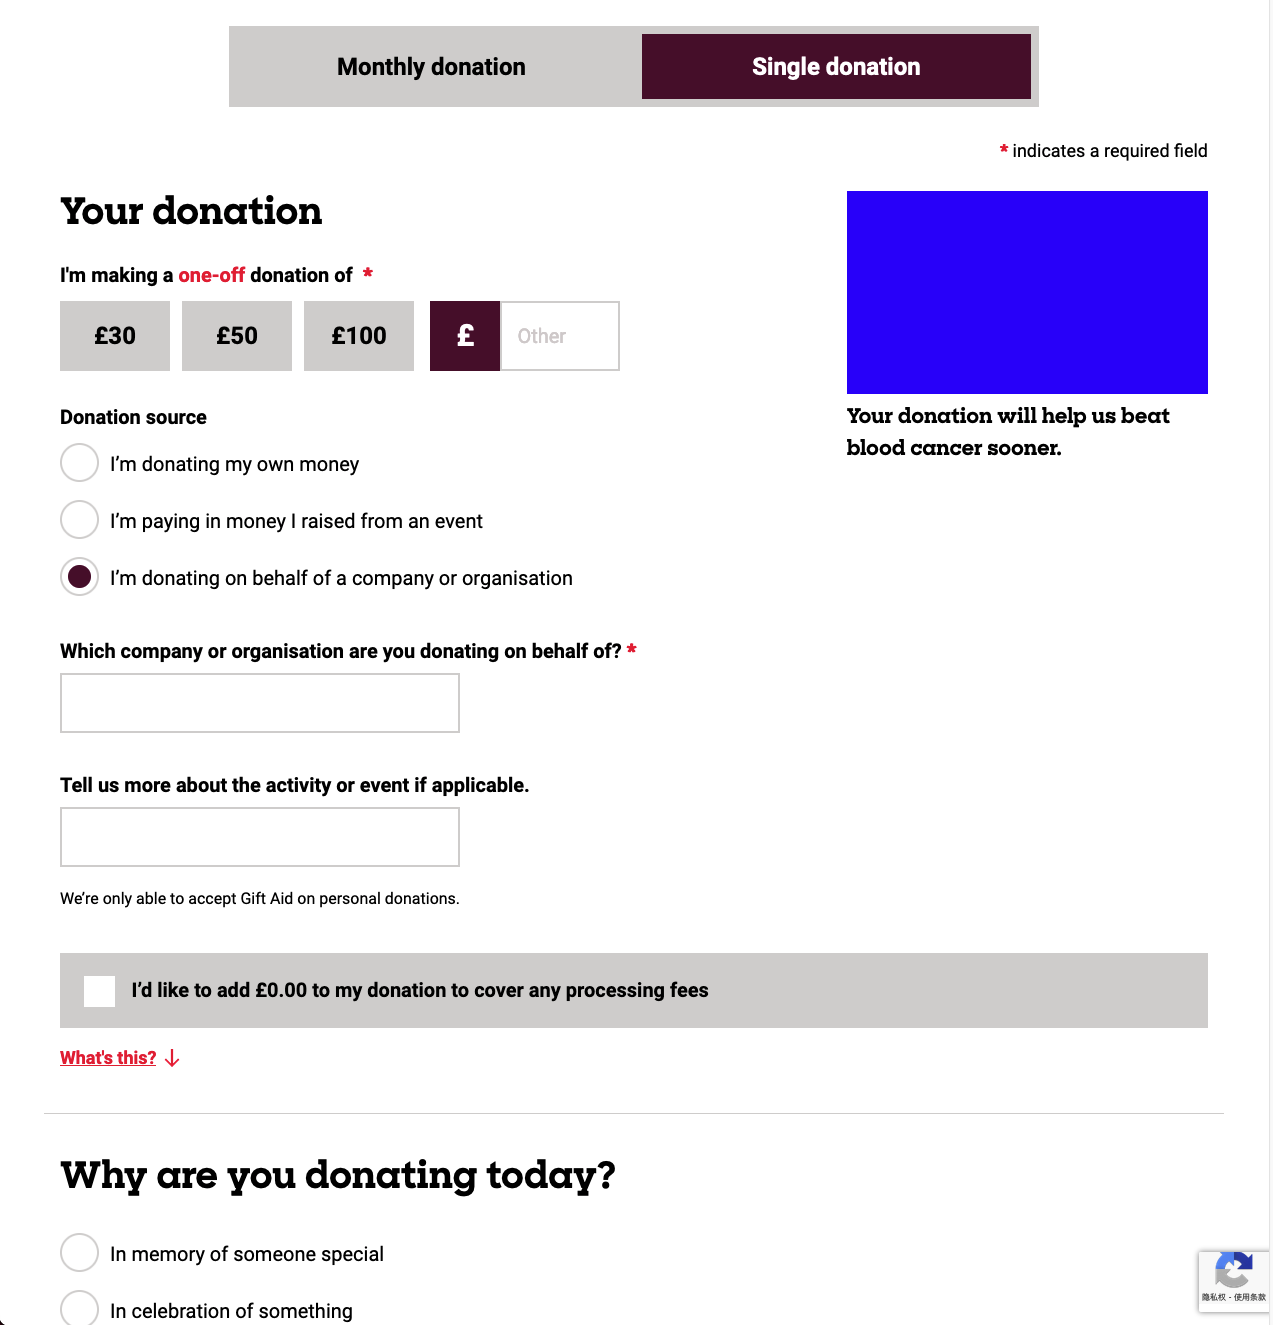 Monthly donation
Single donation
* indicates a required field
Your donation
I'm making a one-off donation of *
£30
£50
£100
£
Other
Your donation will help us beat
blood cancer sooner.
Donation source
I’m donating my own money
I’m paying in money I raised from an event
I’m donating on behalf of a company or organisation
Which company or organisation are you donating on behalf of? *
Tell us more about the activity or event if applicable.
We’re only able to accept Gift Aid on personal donations.
I’d like to add £0.00 to my donation to cover any processing fees
What's this?
Why are you donating today?
In memory of someone special
In celebration of something
隐私权 - 使用条款